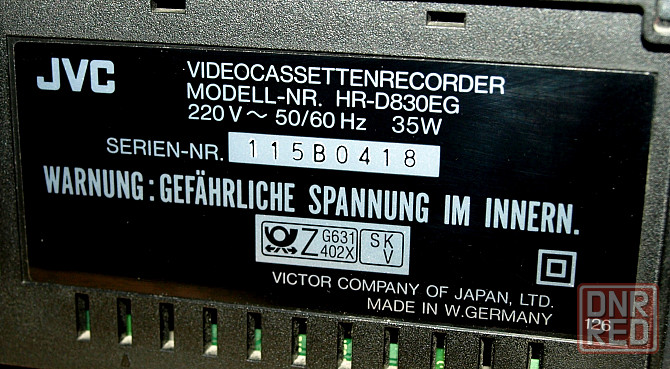 JVC
VIDEOCASSETTENRECORDER
MODELL-NR. HR-D830EG
220V ~ 50/60 Hz 35W
SERIEN-NR. 115B0418
WARNUNG : GEFÄHRLICHE SPANNUNG IM INNERN.
Z G631 402X SK V
VICTOR COMPANY OF JAPAN, LTD.
MADE IN W.GERMANY
126
DNR
RED